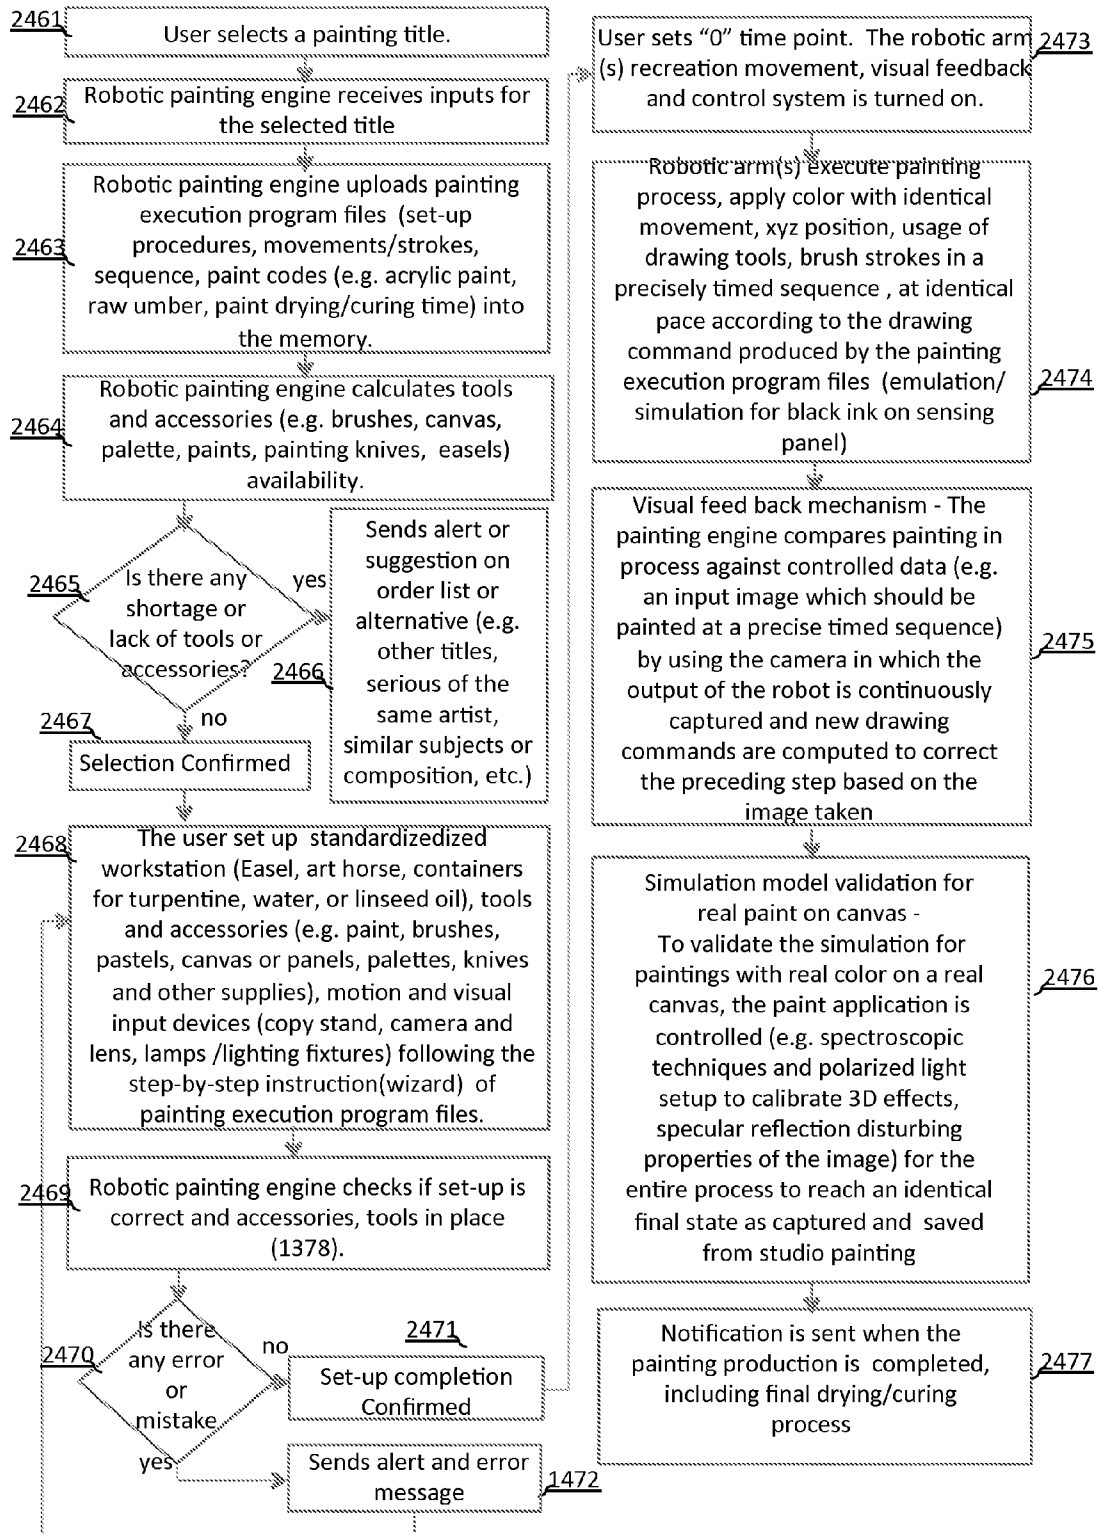 2461
User selects a painting title.
2462
Robotic painting engine receives inputs for
the selected title
2463
Robotic painting engine uploads painting
execution program files (set-up
procedures, movements/strokes,
sequence, paint codes (e.g. acrylic paint,
raw umber, paint drying/curing time) into
the memory.
2464
Robotic painting engine calculates tools
and accessories (e.g. brushes, canvas,
palette, paints, painting knives, easels)
availability.
2465
Is there any
shortage or
lack of tools or
accessories?
yes
2466
Sends alert or
suggestion on
order list or
alternative (e.g.
other titles,
serious of the
same artist,
similar subjects or
composition, etc.)
no
2467
Selection Confirmed
2468
The user set up standardizedized
workstation (Easel, art horse, containers
for turpentine, water, or linseed oil), tools
and accessories (e.g. paint, brushes,
pastels, canvas or panels, palettes, knives
and other supplies), motion and visual
input devices (copy stand, camera and
lens, lamps /lighting fixtures) following the
step-by-step instruction(wizard) of
painting execution program files.
2469
Robotic painting engine checks if set-up is
correct and accessories, tools in place
(1378).
2470
Is there
any error
or
mistake
no
2471
Set-up completion
Confirmed
yes
Sends alert and error
message
1472
User sets “0” time point. The robotic arm
(s) recreation movement, visual feedback
and control system is turned on.
2473
Robotic arm(s) execute painting
process, apply color with identical
movement, xyz position, usage of
drawing tools, brush strokes in a
precisely timed sequence , at identical
pace according to the drawing
command produced by the painting
execution program files (emulation/
simulation for black ink on sensing
panel)
2474
Visual feed back mechanism - The
painting engine compares painting in
process against controlled data (e.g.
an input image which should be
painted at a precise timed sequence)
by using the camera in which the
output of the robot is continuously
captured and new drawing
commands are computed to correct
the preceding step based on the
image taken
2475
Simulation model validation for
real paint on canvas -
To validate the simulation for
paintings with real color on a real
canvas, the paint application is
controlled (e.g. spectroscopic
techniques and polarized light
setup to calibrate 3D effects,
specular reflection disturbing
properties of the image) for the
entire process to reach an identical
final state as captured and saved
from studio painting
2476
Notification is sent when the
painting production is completed,
including final drying/curing
process
2477